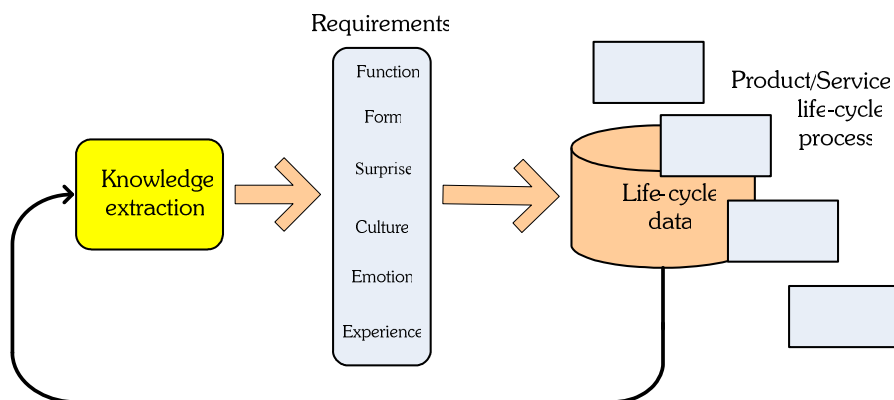 Requirements
Function
Form
Surprise
Culture
Emotion
Experience
Knowledge
extraction
Life-cycle
data
Product/Service
life-cycle
process